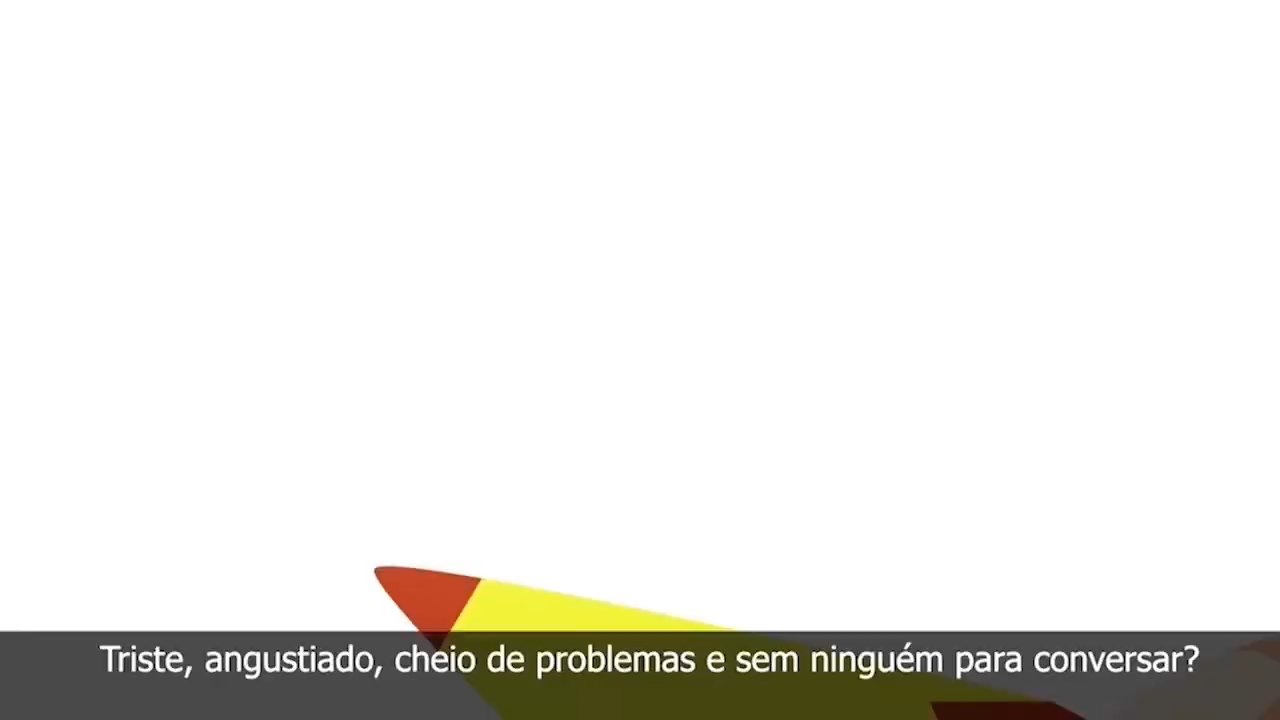 Triste, angustiado, cheio de problemas e sem ninguém para conversar?